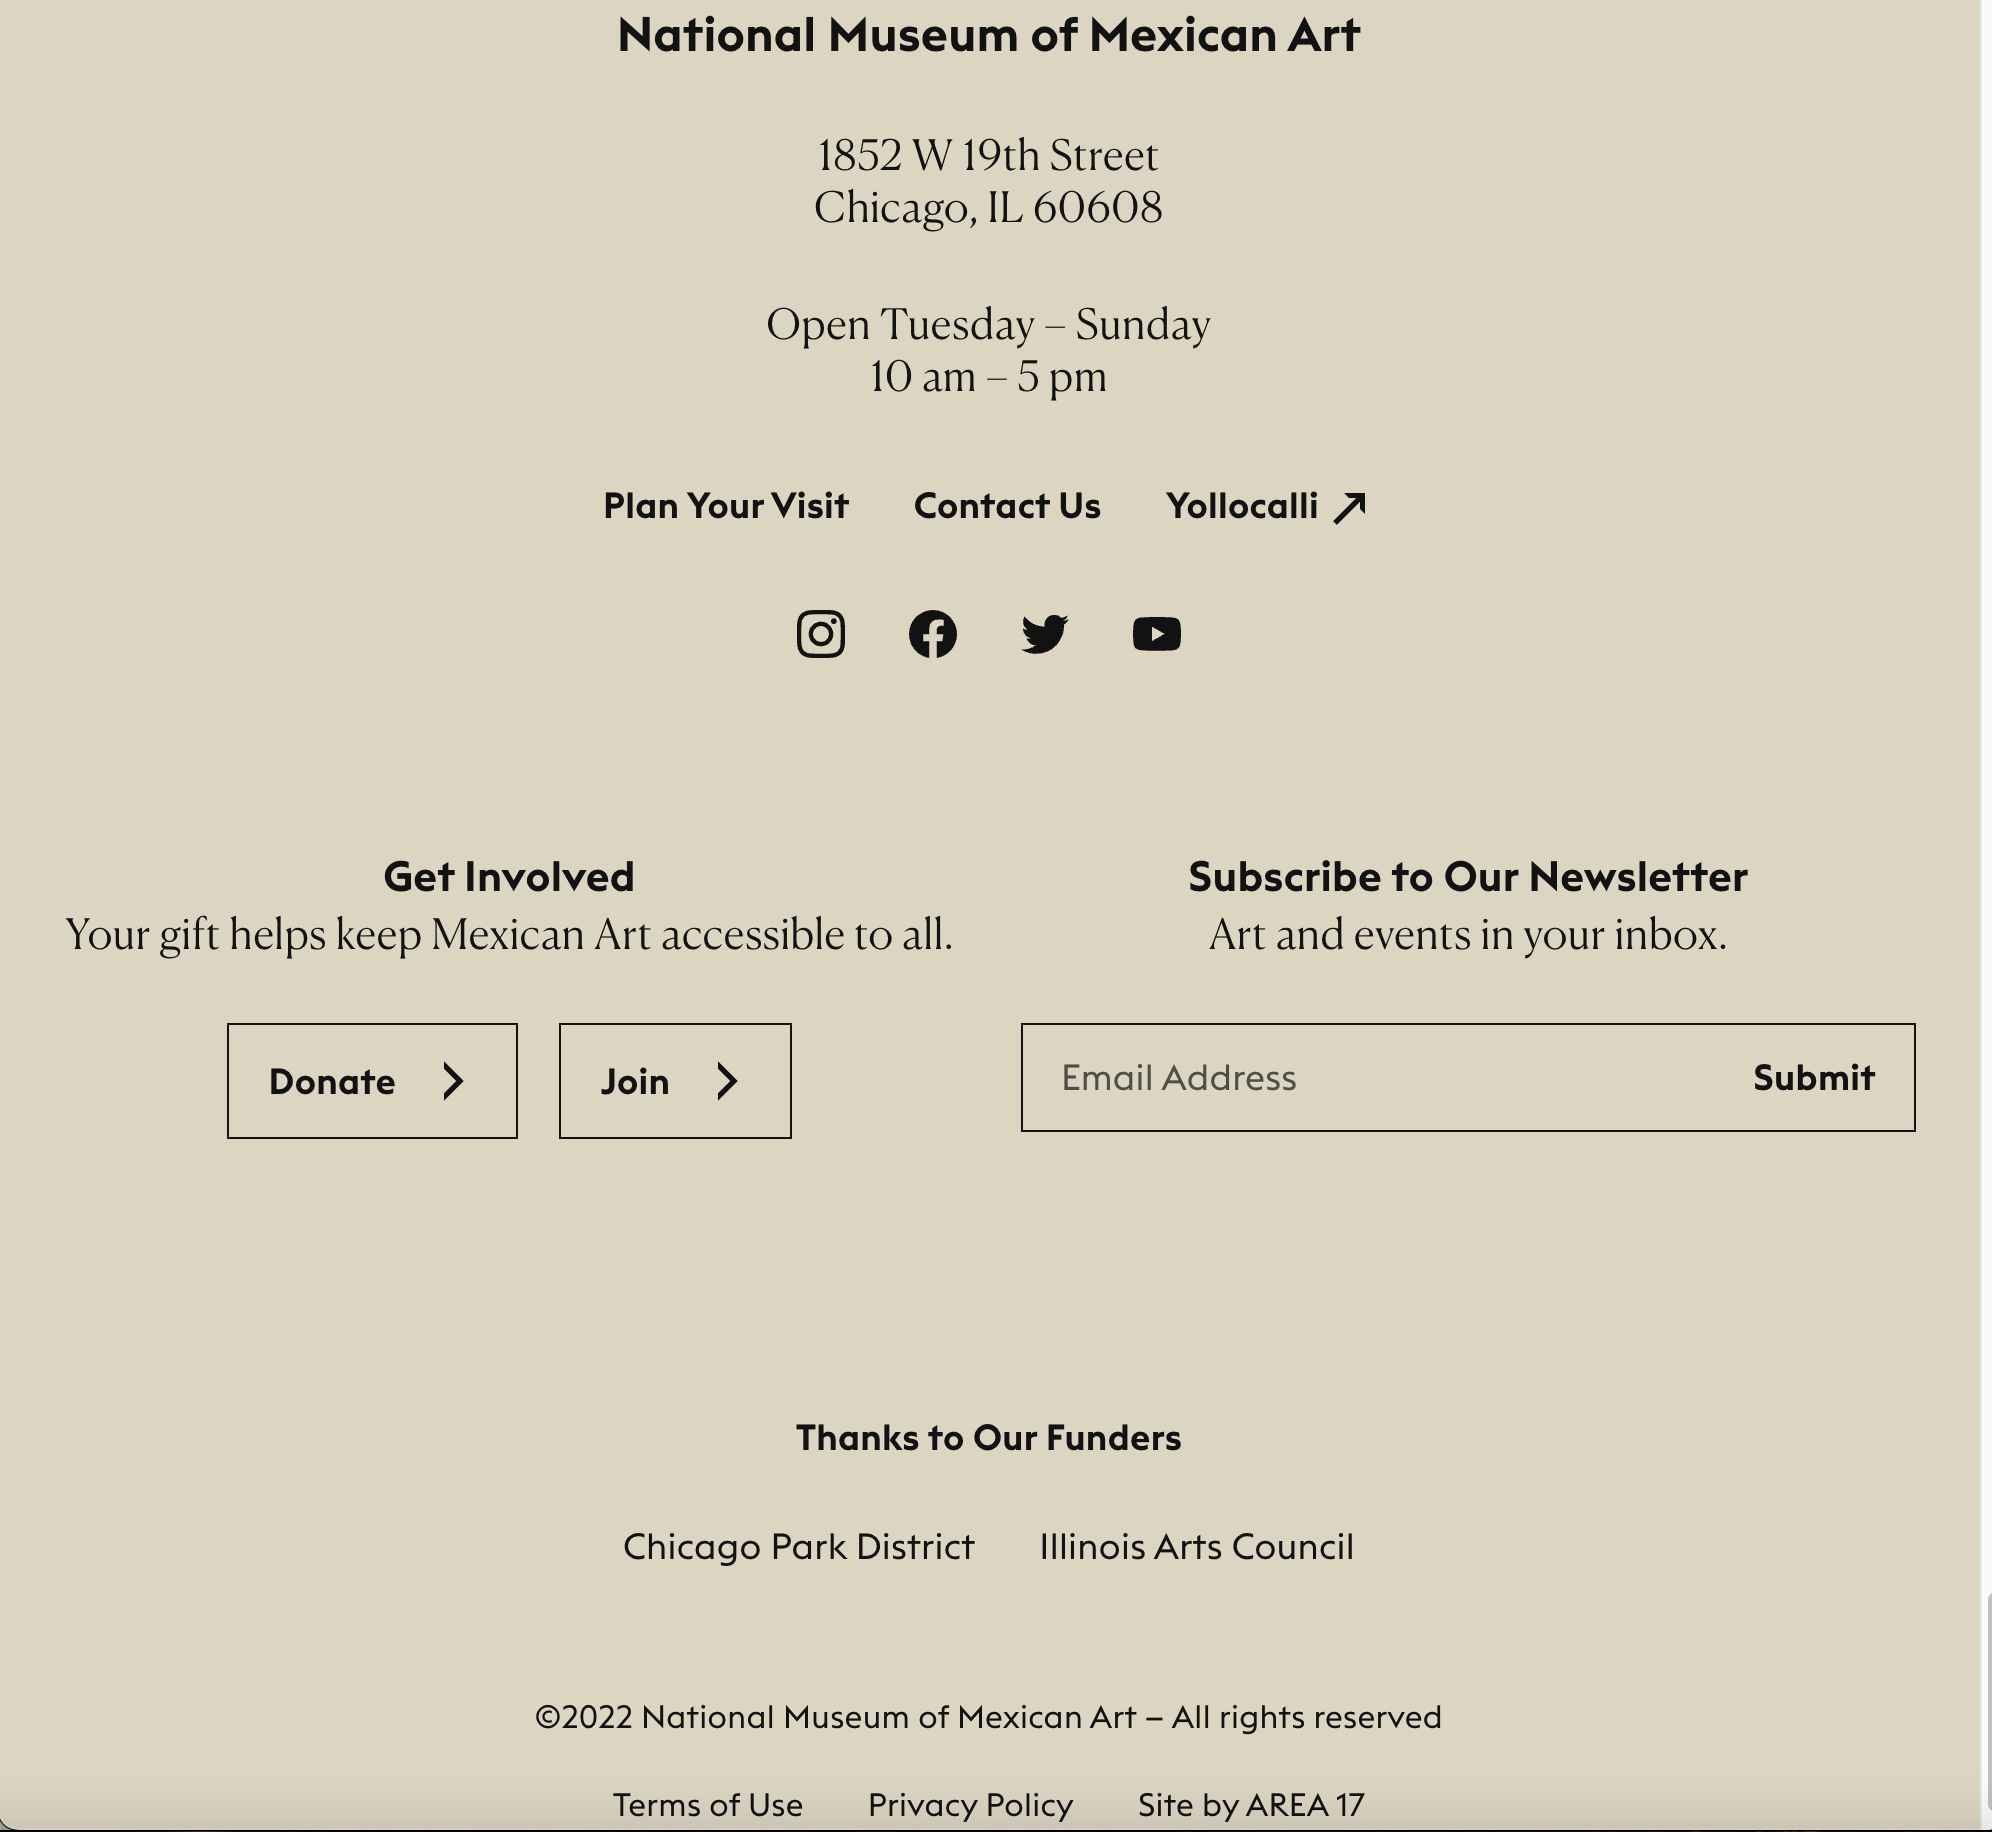 National Museum of Mexican Art
1852 W 19th Street
Chicago, IL 60608
Open Tuesday – Sunday
10 am – 5 pm
Plan Your Visit
Contact Us
Yollocalli
Get Involved
Your gift helps keep Mexican Art accessible to all.
Donate
Join
Subscribe to Our Newsletter
Art and events in your inbox.
Email Address
Submit
Thanks to Our Funders
Chicago Park District
Illinois Arts Council
©2022 National Museum of Mexican Art – All rights reserved
Terms of Use
Privacy Policy
Site by AREA 17